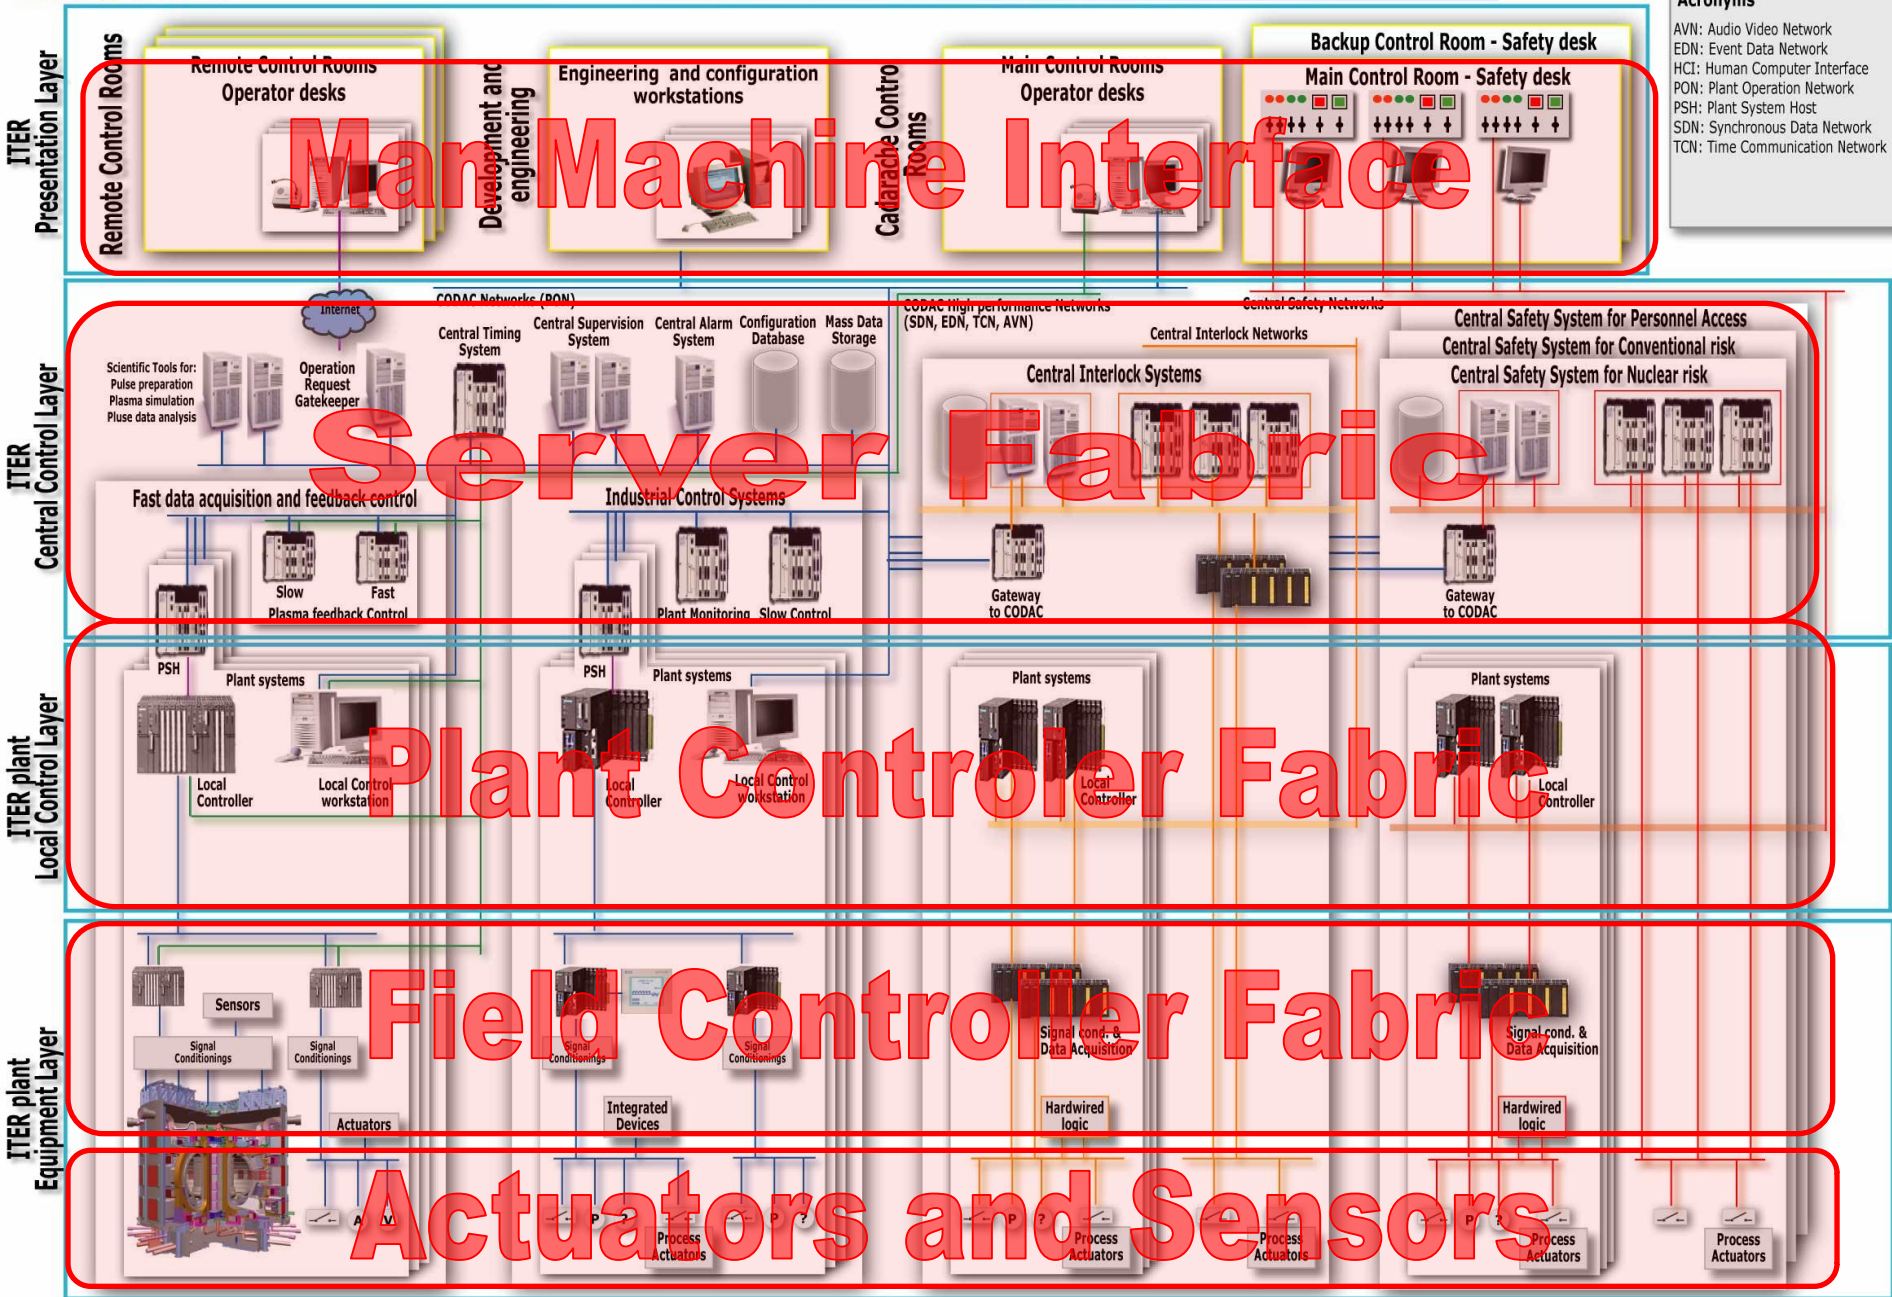 Acronyms
AVN: Audio Video Network
EDN: Event Data Network
HCI: Human Computer Interface
PON: Plant Operation Network
PSH: Plant System Host
SDN: Synchronous Data Network
TCN: Time Communication Network
ITER
Presentation Layer
Remote Control Rooms
Remote Control Rooms
Operator desks
Development and
engineering
Engineering and configuration
workstations
Cadarache Control
Rooms
Main Control Rooms
Operator desks
Backup Control Room - Safety desk
Main Control Room - Safety desk
Man Machine Interface
ITER
Central Control Layer
Internet
CODAC Networks (PON)
CODAC High performance Networks
(SDN, EDN, TCN, AVN)
Central Safety Networks
Central Interlock Networks
Scientific Tools for:
Pulse preparation
Plasma simulation
Pluse data analysis
Operation
Request
Gatekeeper
Central Timing
System
Central Supervision
System
Central Alarm
System
Configuration
Database
Mass Data
Storage
Central Interlock Systems
Central Safety System for Personnel Access
Central Safety System for Conventional risk
Central Safety System for Nuclear risk
Server Fabric
Fast data acquisition and feedback control
Slow
Fast
Plasma feedback Control
Industrial Control Systems
Plant Monitoring
Slow Control
Gateway
to CODAC
Gateway
to CODAC
ITER plant
Local Control Layer
PSH
Plant systems
Local
Controller
Local Control
workstation
PSH
Plant systems
Local
Controller
Local Control
workstation
Plant systems
Local
Controller
Plant systems
Local
Controller
Plant Controler Fabric
ITER plant
Equipment Layer
Sensors
Signal
Conditionings
Signal
Conditionings
Actuators
Signal
Conditionings
Signal
Conditionings
Integrated
Devices
Signal cond. &
Data Acquisition
Hardwired
logic
Signal cond. &
Data Acquisition
Hardwired
logic
Field Controller Fabric
A
V
P
?
Process
Actuators
P
?
P
?
Process
Actuators
Process
Actuators
P
?
Process
Actuators
Process
Actuators
Actuators and Sensors